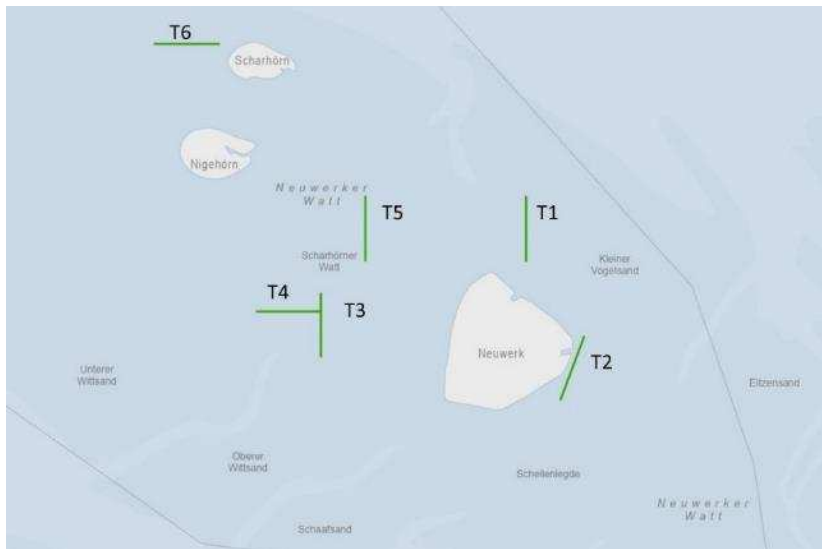 T6
Scharhörn
Nigehörn
Neuwerker
Watt
T5
T1
Scharhörner
Watt
Kleiner
Vogelsand
T4
T3
Neuwerk
T2
Unterer
Wittsand
Eitzensand
Oberer
Wittsand
Schellenlegde
Neuwerker
Watt
Schaafsand